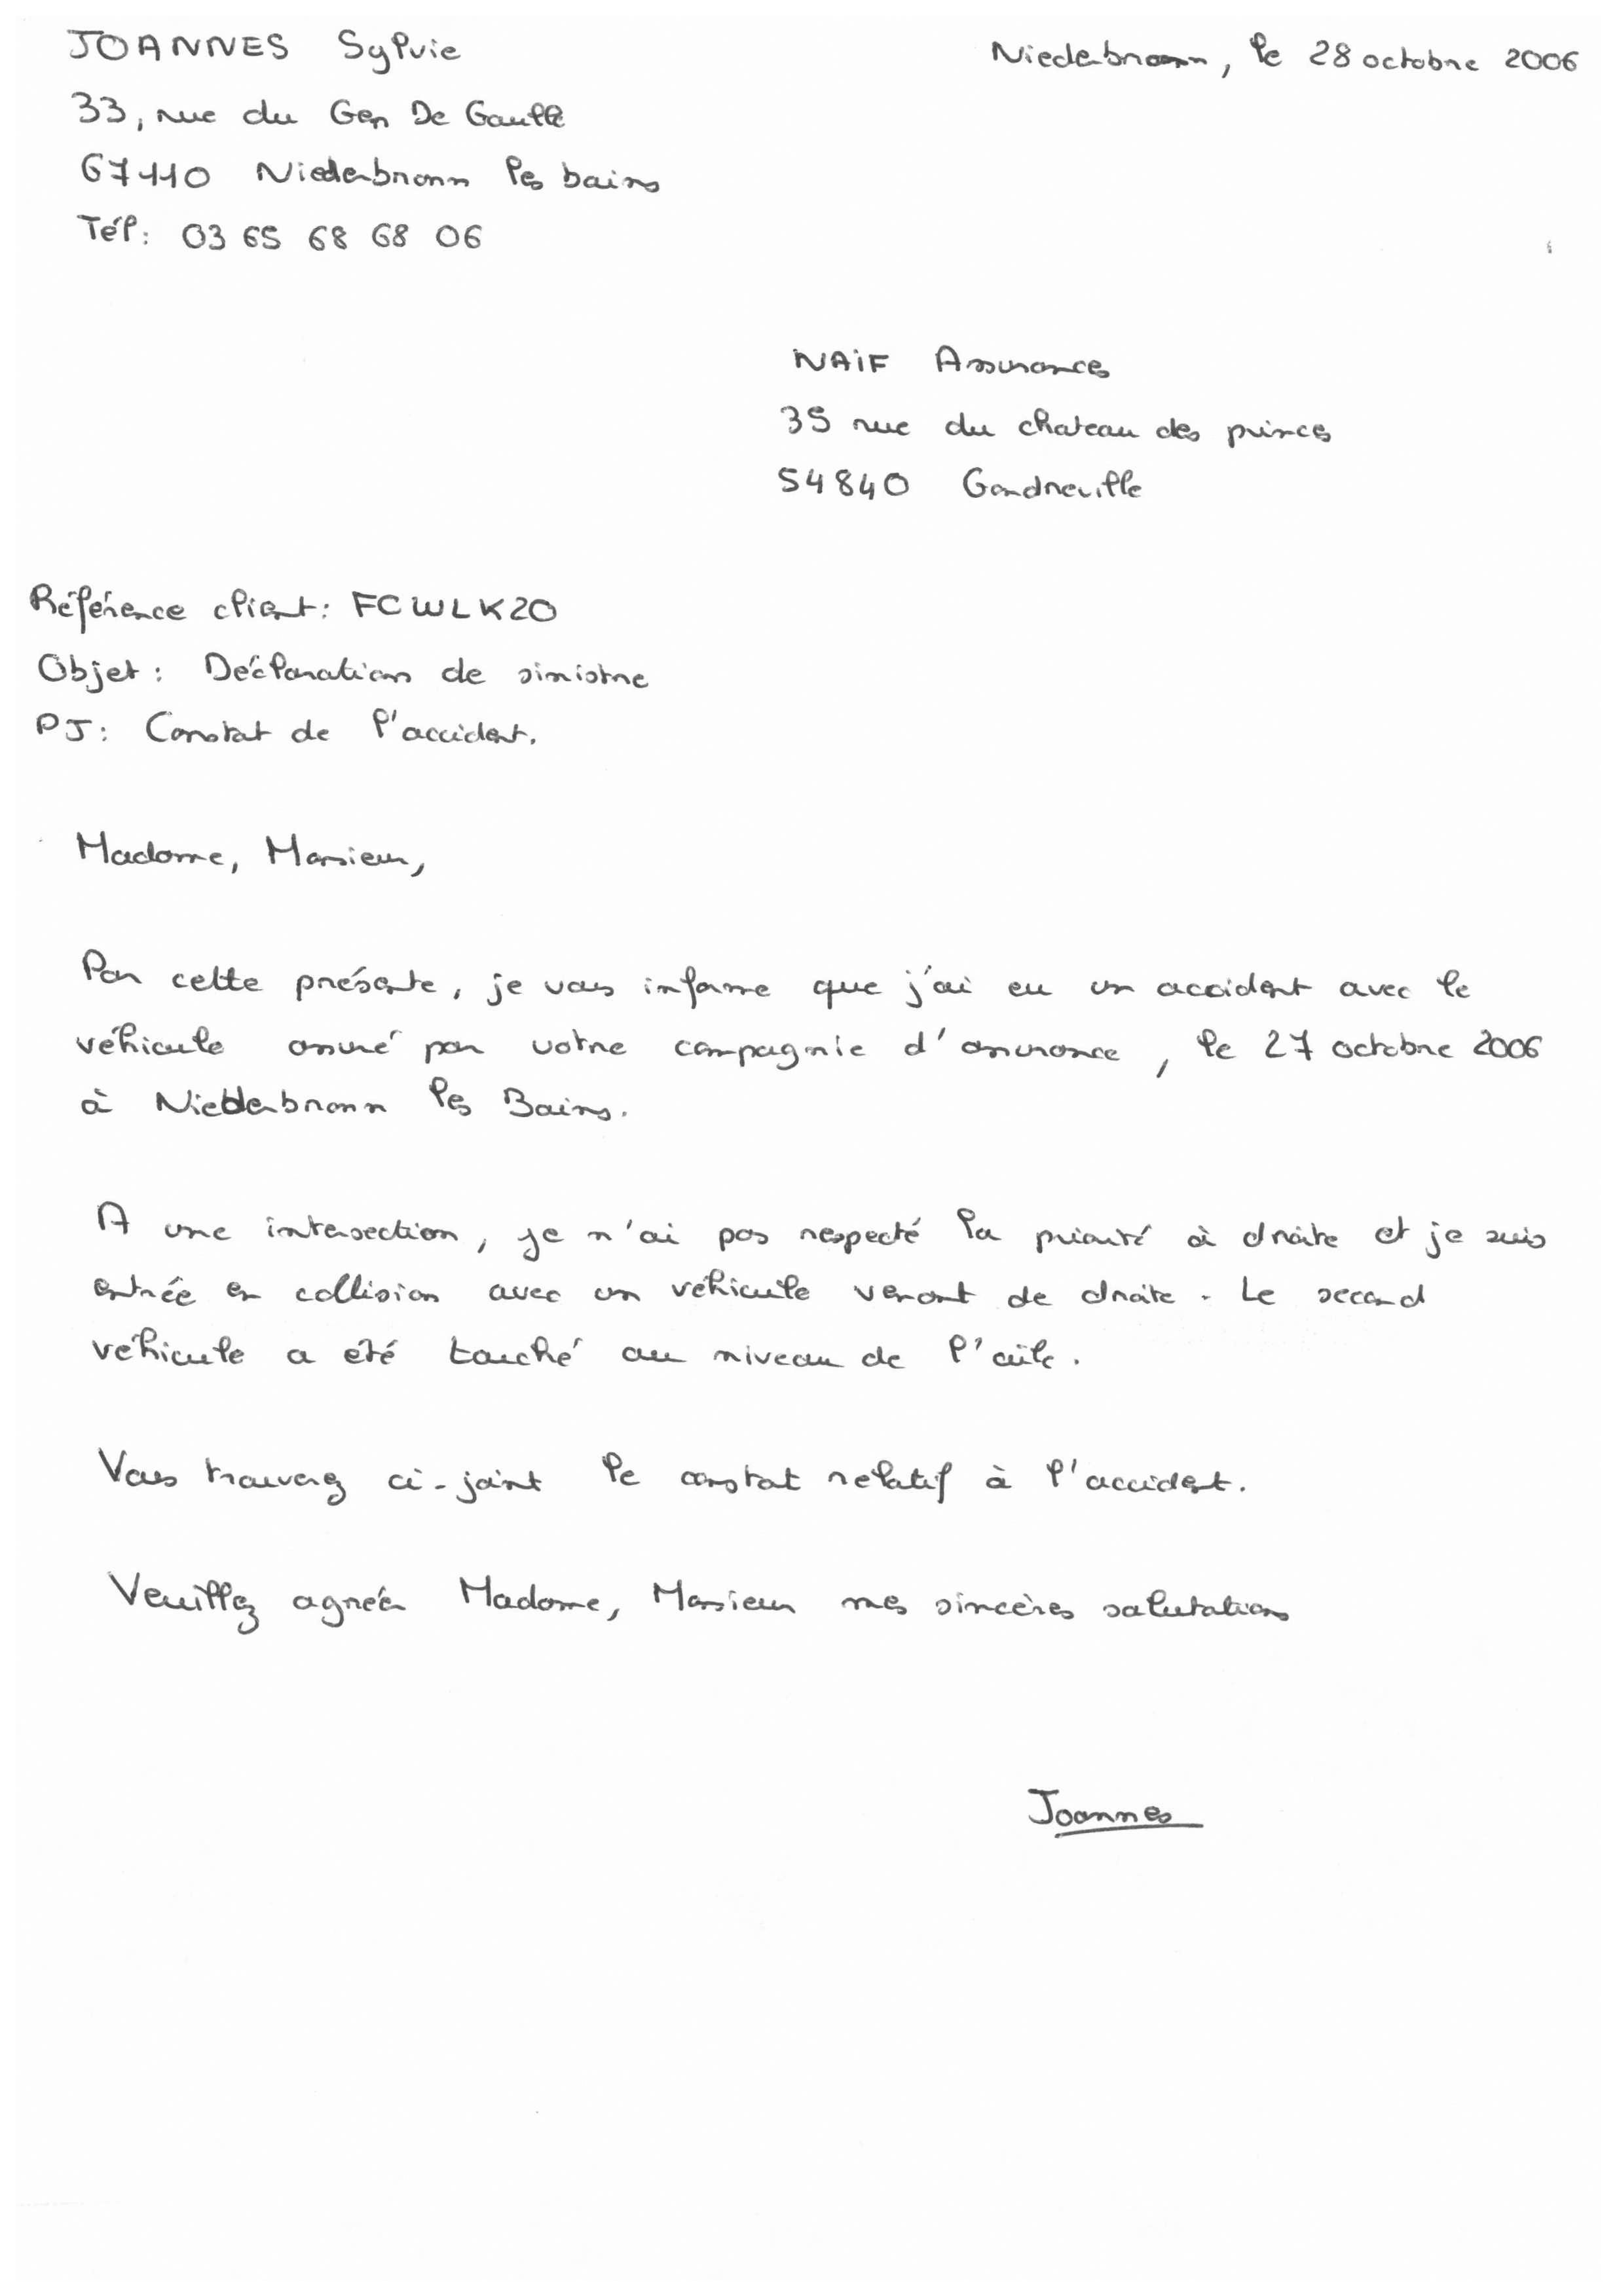 JOANNES Sylvie
Niederbronn, le 28 octobre 2006
33, rue du Gen De Gaulle
67110 Niederbronn les bains
Tél: 03 65 68 68 06
NAIF Assurances
35 rue du chateau des princes
54840 Gondreville
Référence client: FCWLK20
Objet: Déclaration de sinistre
PJ: Constat de l'accident.
Madame, Monsieur,
Par cette présente, je vous informe que j'ai eu un accident avec le
véhicule assuré par votre compagnie d'assurance, le 27 octobre 2006
à Niederbronn les Bains.
A une intersection, je n'ai pas respecté la priorité à droite et je suis
entrée en collision avec un véhicule venant de droite. Le second
véhicule a été touché au niveau de l'aile.
Vous trouverez ci-joint le constat relatif à l'accident.
Veuillez agréer Madame, Monsieur mes sincères salutations
Joannes